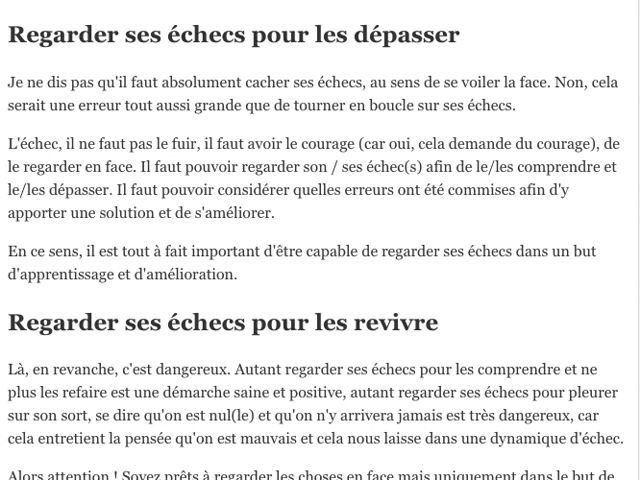 Regarder ses échecs pour les dépasser
Je ne dis pas qu'il faut absolument cacher ses échecs, au sens de se voiler la face. Non, cela
serait une erreur tout aussi grande que de tourner en boucle sur ses échecs.
L'échec, il ne faut pas le fuir, il faut avoir le courage (car oui, cela demande du courage), de
le regarder en face. Il faut pouvoir regarder son / ses échec(s) afin de le/les comprendre et
le/les dépasser. Il faut pouvoir considérer quelles erreurs ont été commises afin d'y
apporter une solution et de s'améliorer.
En ce sens, il est tout à fait important d'être capable de regarder ses échecs dans un but
d'apprentissage et d'amélioration.
Regarder ses échecs pour les revivre
Là, en revanche, c'est dangereux. Autant regarder ses échecs pour les comprendre et ne
plus les refaire est une démarche saine et positive, autant regarder ses échecs pour pleurer
sur son sort, se dire qu'on est nul(le) et qu'on n'y arrivera jamais est très dangereux, car
cela entretient la pensée qu'on est mauvais et cela nous laisse dans une dynamique d'échec.
Alors attention ! Soyez prêts à regarder les choses en face mais uniquement dans le but de